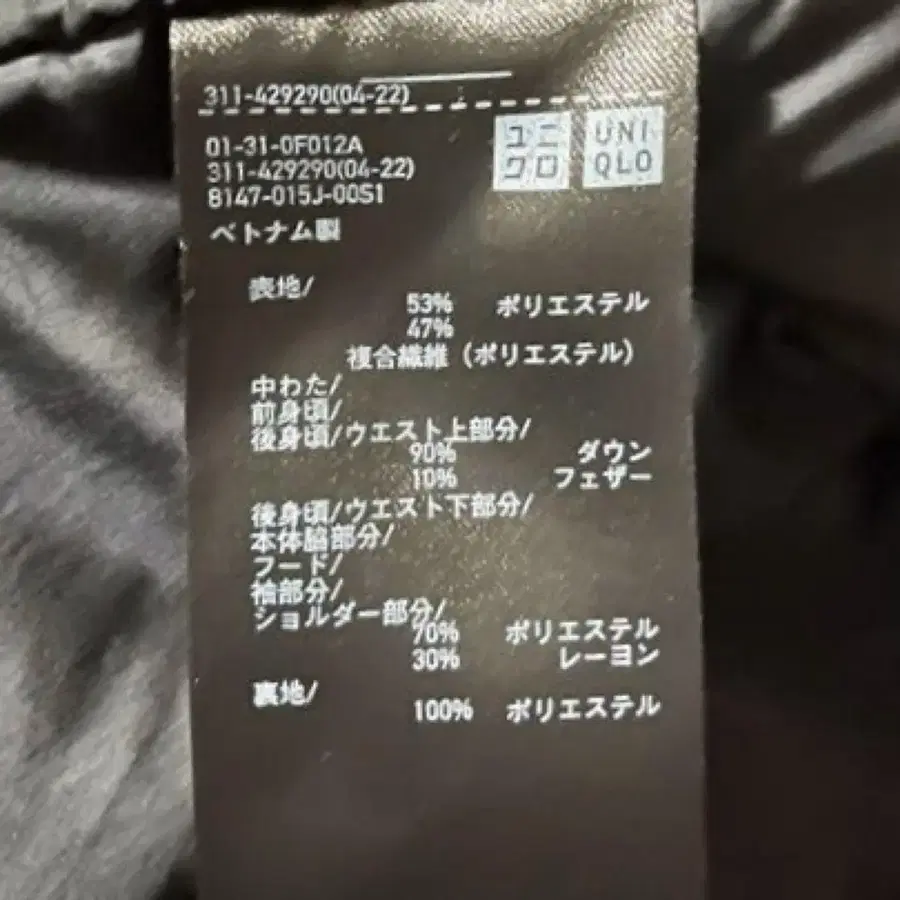 311-429290(04-22)
ユニ
クロ
UNI
QLO
01-31-0F012A
311-429290(04-22)
8147-015J-00S1
ベトナム製
表地/
53% ポリエステル
47%
複合繊維(ポリエステル)
中わた/
前身頃/
後身頃/ウエスト上部分/
90% ダウン
10% フェザー
後身頃/ウエスト下部分/
本体脇部分/
フード/
袖部分/
ショルダー部分/
70% ポリエステル
30% レーヨン
裏地/
100% ポリエステル